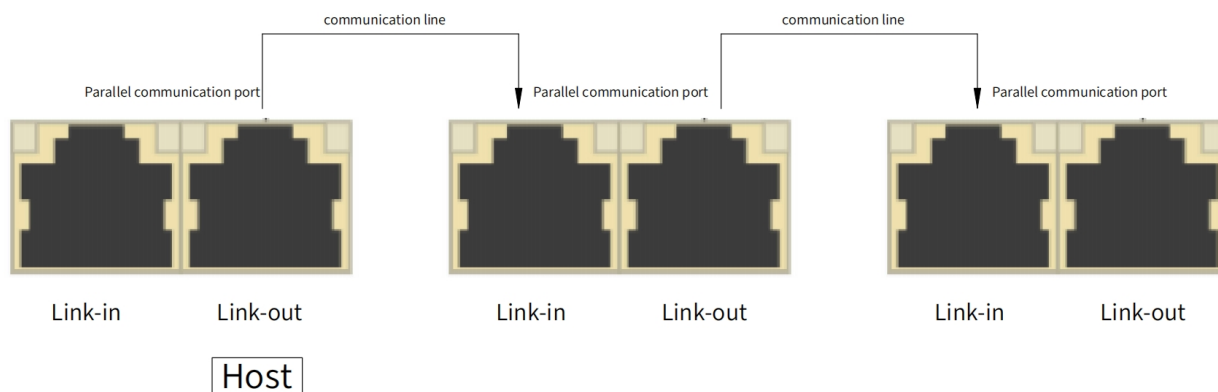 communication line
communication line
Parallel communication port
Parallel communication port
Parallel communication port
Link-in
Link-out
Link-in
Link-out
Link-in
Link-out
Host